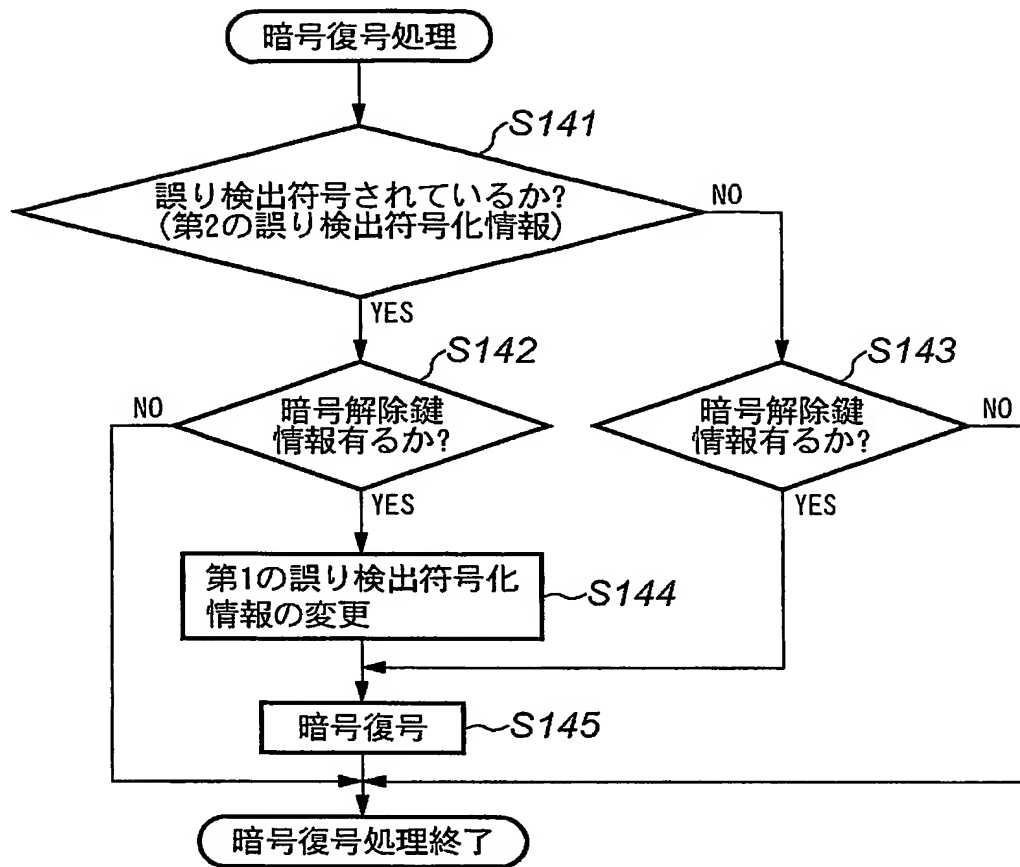 暗号復号処理
S141
誤り検出符号されているか?
(第2の誤り検出符号化情報)
NO
YES
S142
S143
NO
暗号解除鍵
情報有るか?
暗号解除鍵
情報有るか?
NO
YES
YES
第1の誤り検出符号化
情報の変更
S144
暗号復号
S145
暗号復号処理終了